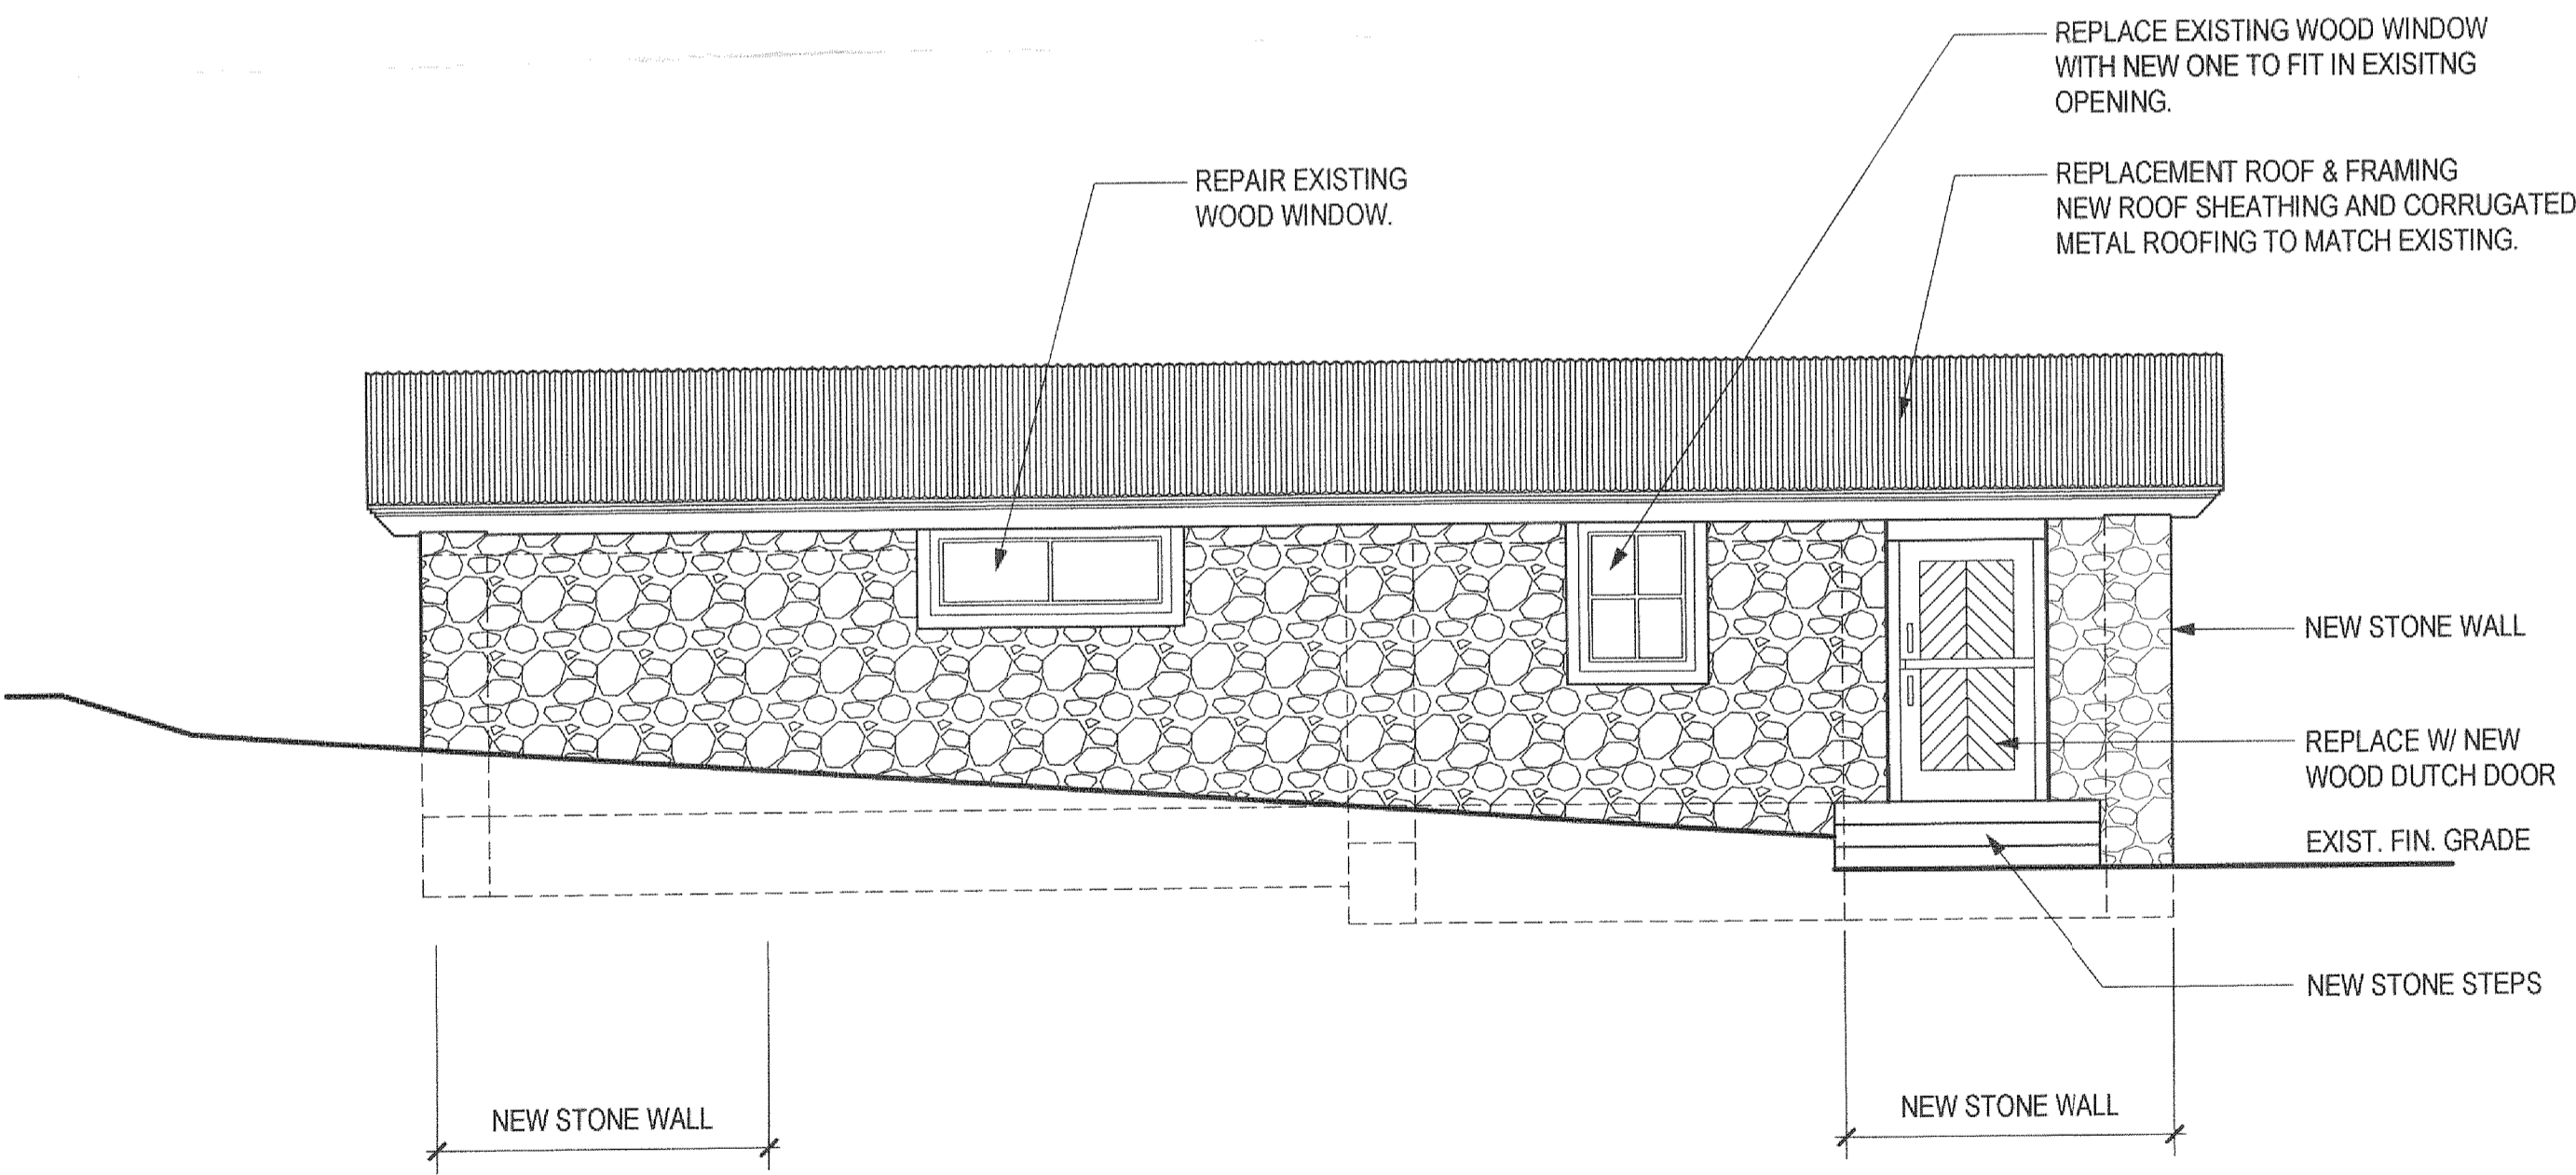 REPLACE EXISTING WOOD WINDOW
WITH NEW ONE TO FIT IN EXISITNG
OPENING.
REPAIR EXISTING
WOOD WINDOW.
REPLACEMENT ROOF & FRAMING
NEW ROOF SHEATHING AND CORRUGATED
METAL ROOFING TO MATCH EXISTING.
NEW STONE WALL
REPLACE W/ NEW
WOOD DUTCH DOOR
EXIST. FIN. GRADE
NEW STONE STEPS
NEW STONE WALL
NEW STONE WALL